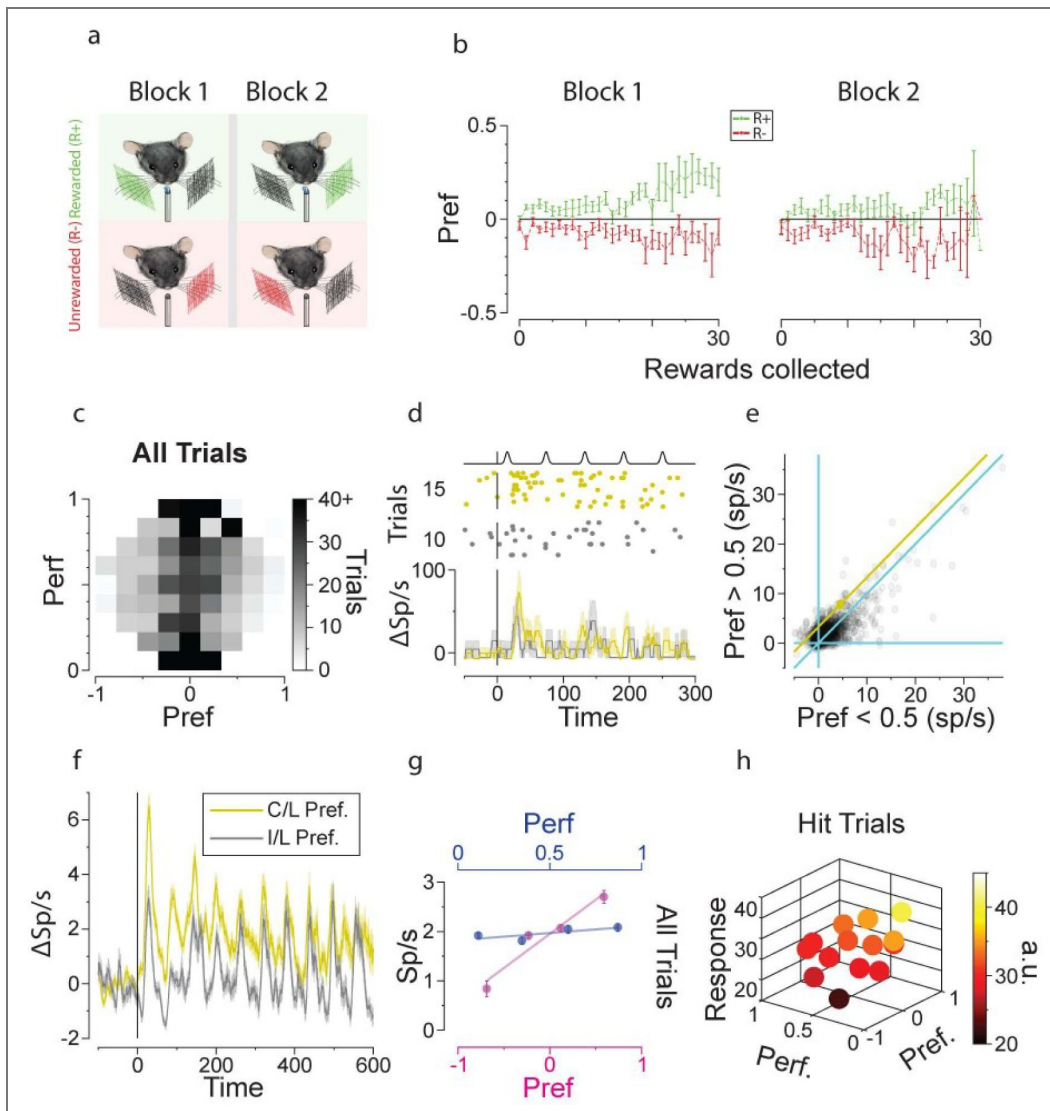 a
Block 1 Block 2
Rewarded (R+)
Unrewarded (R-)
b
Block 1 Block 2
R+
R-
0.5
0
-0.5
Pref
0 30 0 30
Rewards collected
c
All Trials
1
0
Perf
-1 0 1
Pref
40+
30
20
10
0
Trials
d
Trials
15
10
100
0
ΔSp/s
0 100 200 300
Time
e
30
20
10
0
Pref > 0.5 (sp/s)
0 10 20 30
Pref < 0.5 (sp/s)
f
C/L Pref.
I/L Pref.
6
4
2
0
-2
ΔSp/s
0 200 400 600
Time
g
Perf
0 0.5 1
3
2
1
0
Sp/s
All Trials
-1 0 1
Pref
h
Hit Trials
40
30
20
Response
1 0.5 0
Perf.
-1 0 1
Pref.
40
30
20
a.u.